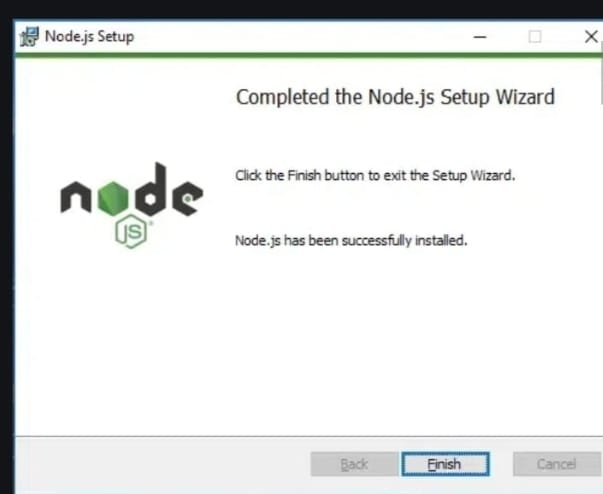 Node.js Setup
Completed the Node.js Setup Wizard
Click the Finish button to exit the Setup Wizard.
node
JS
Node.js has been successfully installed.
Back
Finish
Cancel